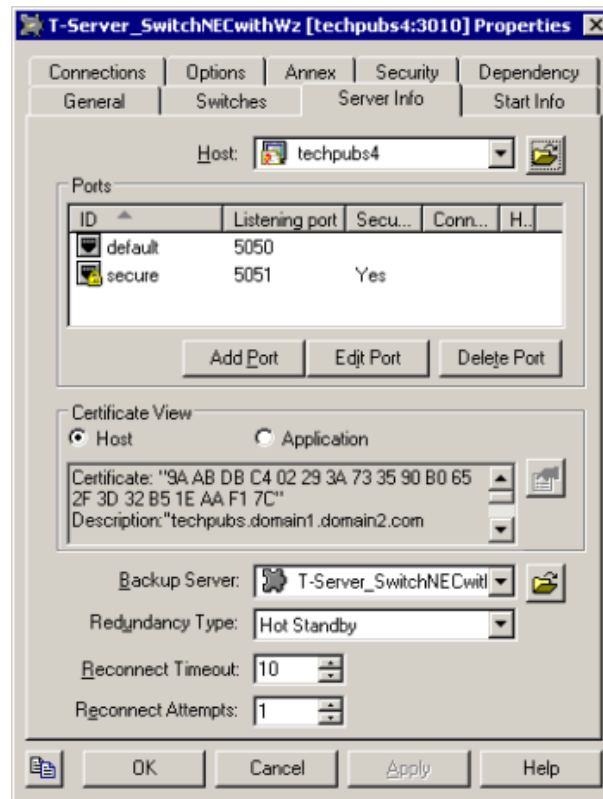 T-Server_SwitchNECwithWz [techpubs4:3010] Properties
Connections Options Annex Security Dependency
General Switches Server Info Start Info
Host: techpubs4
Ports
ID Listening port Secu... Conn... H..
default 5050
secure 5051 Yes
Add Port Edit Port Delete Port
Certificate View
Host Application
Certificate: "9A AB DB C4 02 29 3A 73 35 90 B0 65
2F 3D 32 B5 1E AA F1 7C"
Description:"techpubs.domain1.domain2.com
Backup Server: T-Server_SwitchNECwitl
Redundancy Type: Hot Standby
Reconnect Timeout: 10
Reconnect Attempts: 1
OK Cancel Apply Help